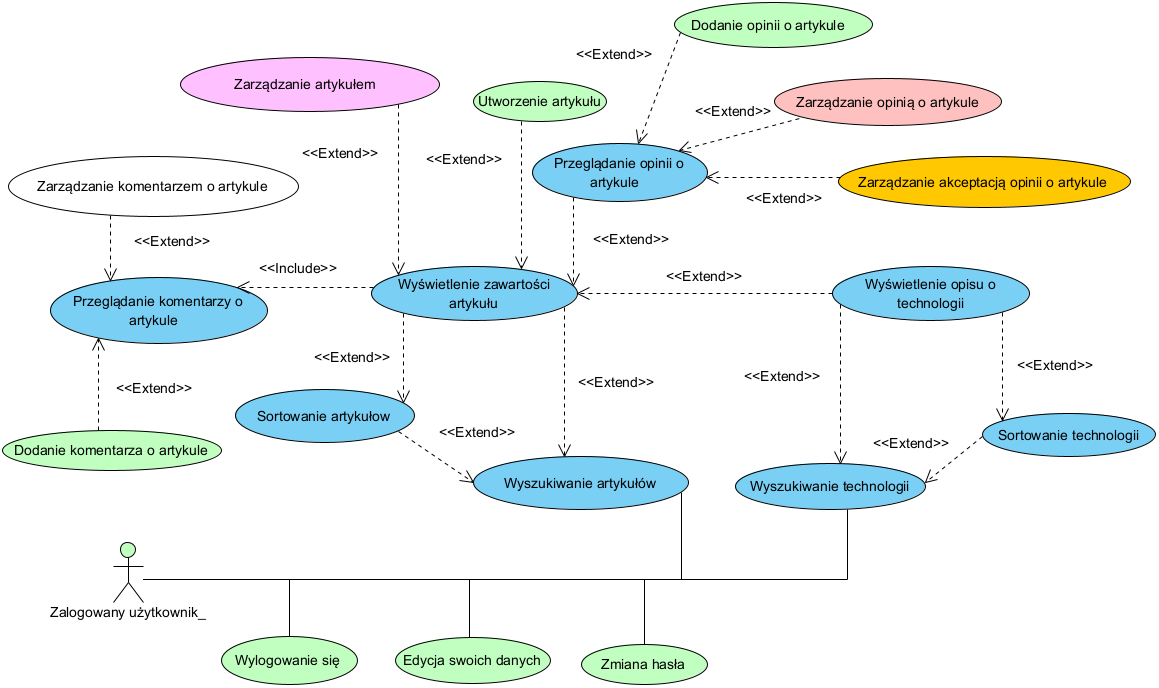 Dodanie opinii o artykule
<<Extend>>
Zarządzanie artykułem
Utworzenie artykułu
Zarządzanie opinią o artykule
<<Extend>>
<<Extend>>
<<Extend>>
Przeglądanie opinii o
artykule
Zarządzanie komentarzem o artykule
Zarządzanie akceptacją opinii o artykule
<<Extend>>
<<Extend>>
<<Extend>>
<<Include>>
<<Extend>>
Wyświetlenie zawartości
artykułu
Wyświetlenie opisu o
technologii
Przeglądanie komentarzy o
artykule
<<Extend>>
<<Extend>>
<<Extend>>
<<Extend>>
<<Extend>>
Sortowanie artykułow
<<Extend>>
Sortowanie technologii
<<Extend>>
Dodanie komentarza o artykule
Wyszukiwanie artykułów
Wyszukiwanie technologii
Zalogowany użytkownik_
Wylogowanie się
Edycja swoich danych
Zmiana hasła